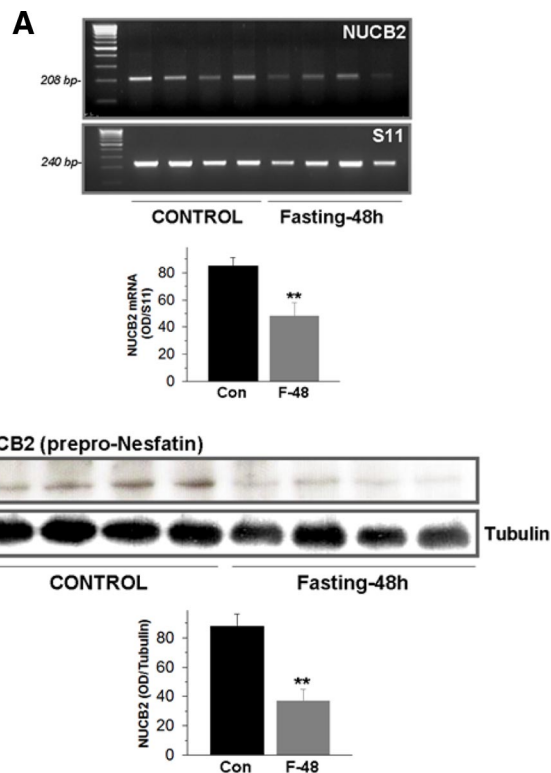 A
NUCB2
208 bp-
S11
240 bp-
CONTROL Fasting-48h
NUCB2 mRNA
(OD/S11)
80
60
40
20
0
**
Con F-48
CB2 (prepro-Nesfatin)
Tubulin
CONTROL Fasting-48h
NUCB2 (OD/Tubulin)
80
60
40
20
0
**
Con F-48